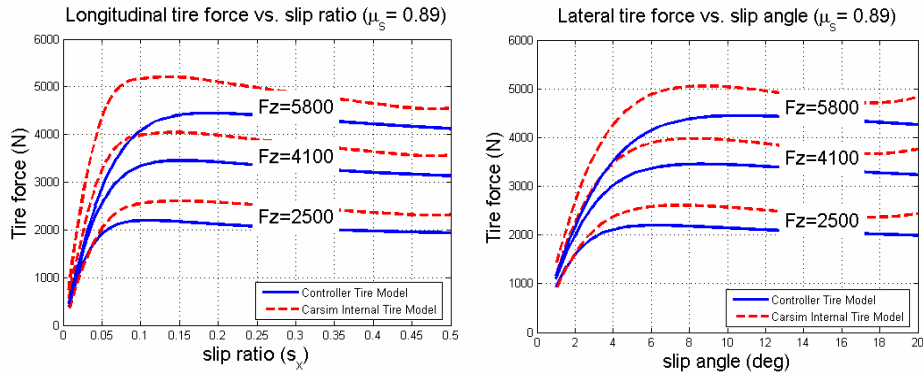 Longitudinal tire force vs. slip ratio (μS= 0.89)
6000
5000
4000
3000
2000
1000
0
Tire force (N)
Fz=5800
Fz=4100
Fz=2500
Controller Tire Model
Carsim Internal Tire Model
0 0.05 0.1 0.15 0.2 0.25 0.3 0.35 0.4 0.45 0.5
slip ratio (sx)
Lateral tire force vs. slip angle (μS= 0.89)
6000
5000
4000
3000
2000
1000
0
Tire force (N)
Fz=5800
Fz=4100
Fz=2500
Controller Tire Model
Carsim Internal Tire Model
0 2 4 6 8 10 12 14 16 18 20
slip angle (deg)